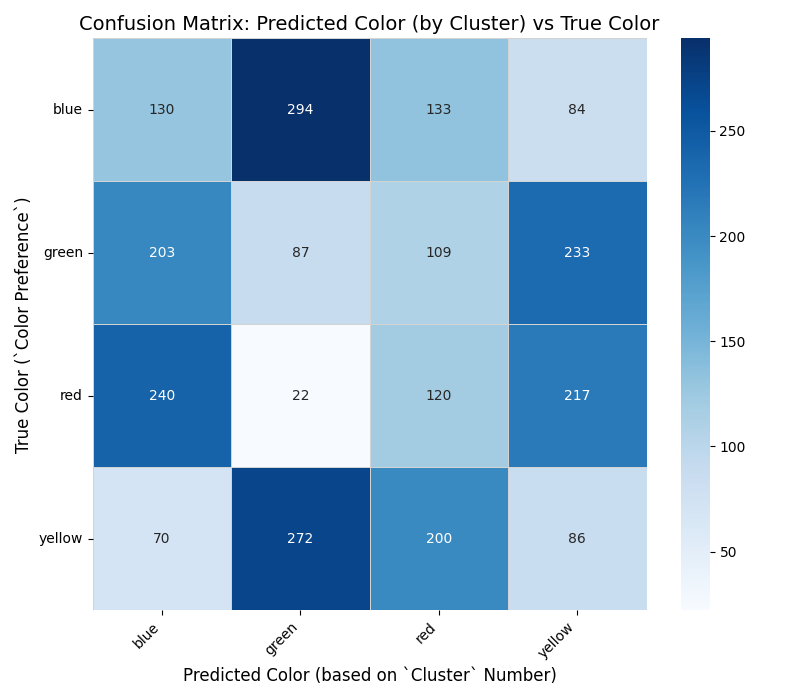 Confusion Matrix: Predicted Color (by Cluster) vs True Color
True Color (`Color Preference`)
blue
130 294 133 84
green
203 87 109 233
red
240 22 120 217
yellow
70 272 200 86
blue green red yellow
Predicted Color (based on `Cluster` Number)
250
200
150
100
50